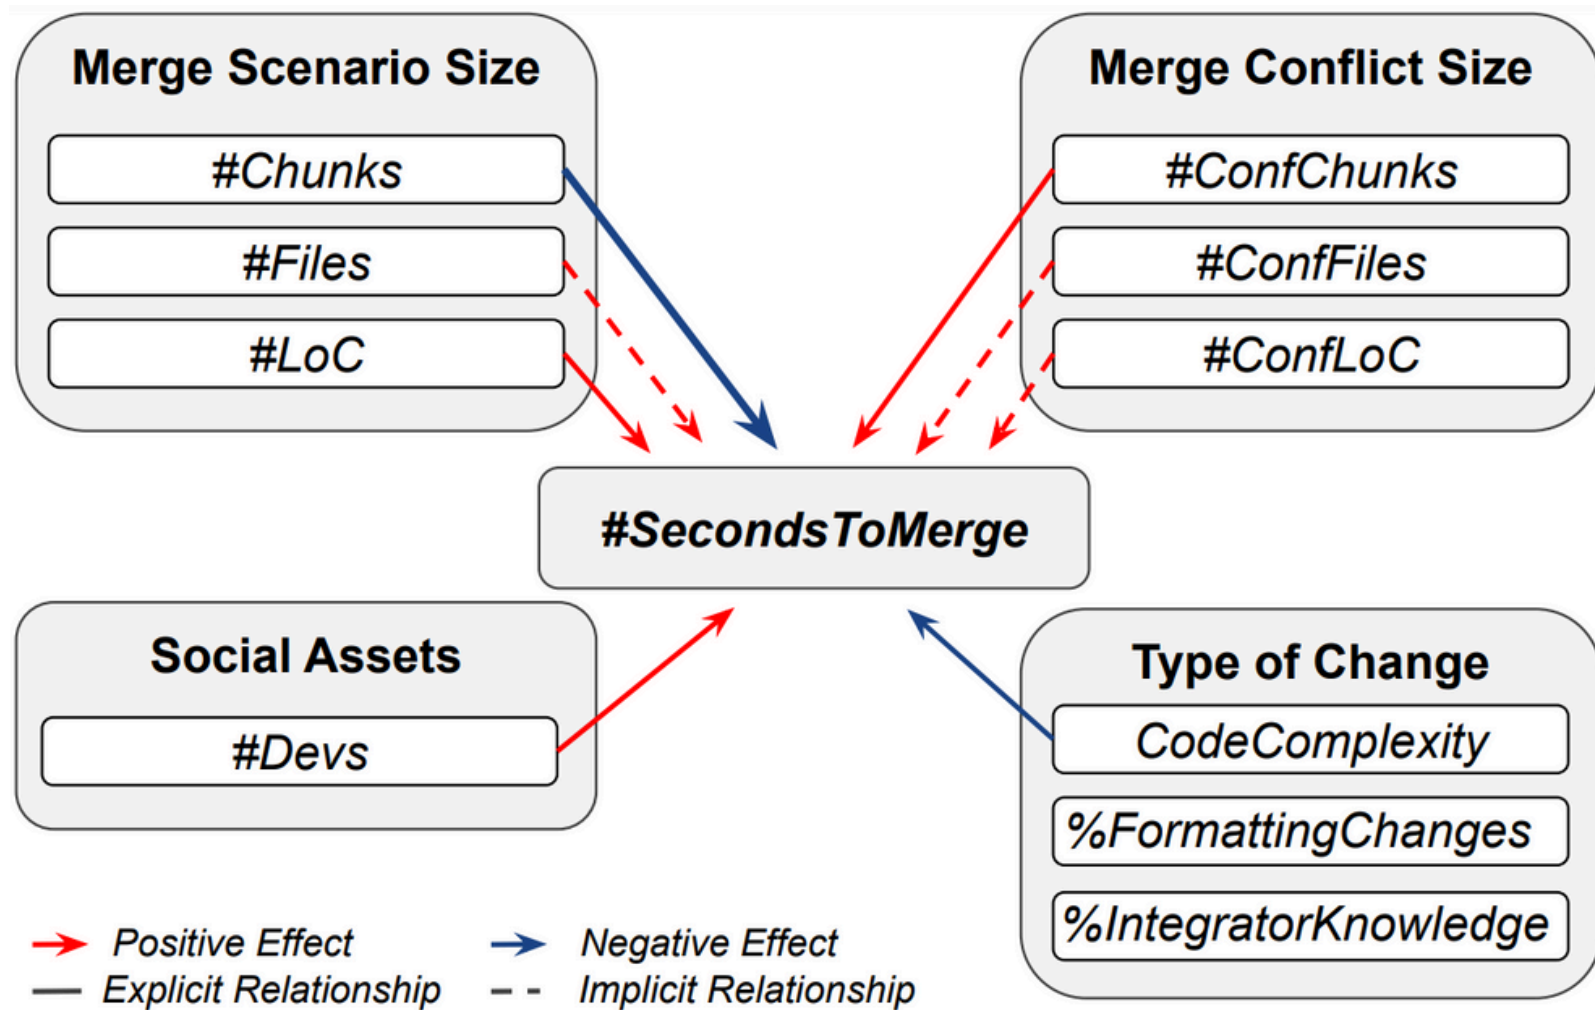 Merge Scenario Size
#Chunks
#Files
#LoC
Merge Conflict Size
#ConfChunks
#ConfFiles
#ConfLoC
#SecondsToMerge
Social Assets
#Devs
Type of Change
CodeComplexity
%FormattingChanges
%IntegratorKnowledge
Positive Effect
Negative Effect
Explicit Relationship
Implicit Relationship